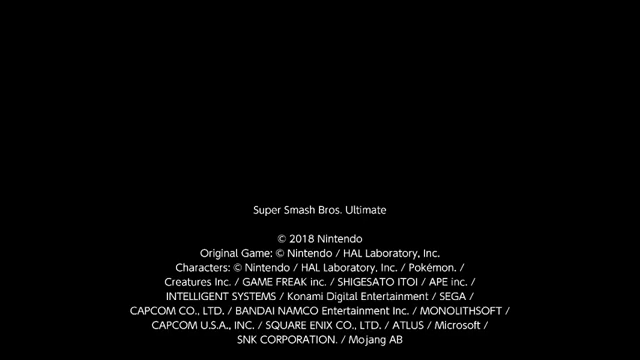 Super Smash Bros. Ultimate
© 2018 Nintendo
Original Game: © Nintendo / HAL Laboratory, Inc.
Characters: © Nintendo / HAL Laboratory, Inc. / Pokémon. /
Creatures Inc. / GAME FREAK inc. / SHIGESATO ITOI / APE inc. /
INTELLIGENT SYSTEMS / Konami Digital Entertainment / SEGA /
CAPCOM CO., LTD. / BANDAI NAMCO Entertainment Inc. / MONOLITHSOFT /
CAPCOM U.S.A., INC. / SQUARE ENIX CO., LTD. / ATLUS / Microsoft /
SNK CORPORATION. / Mojang AB